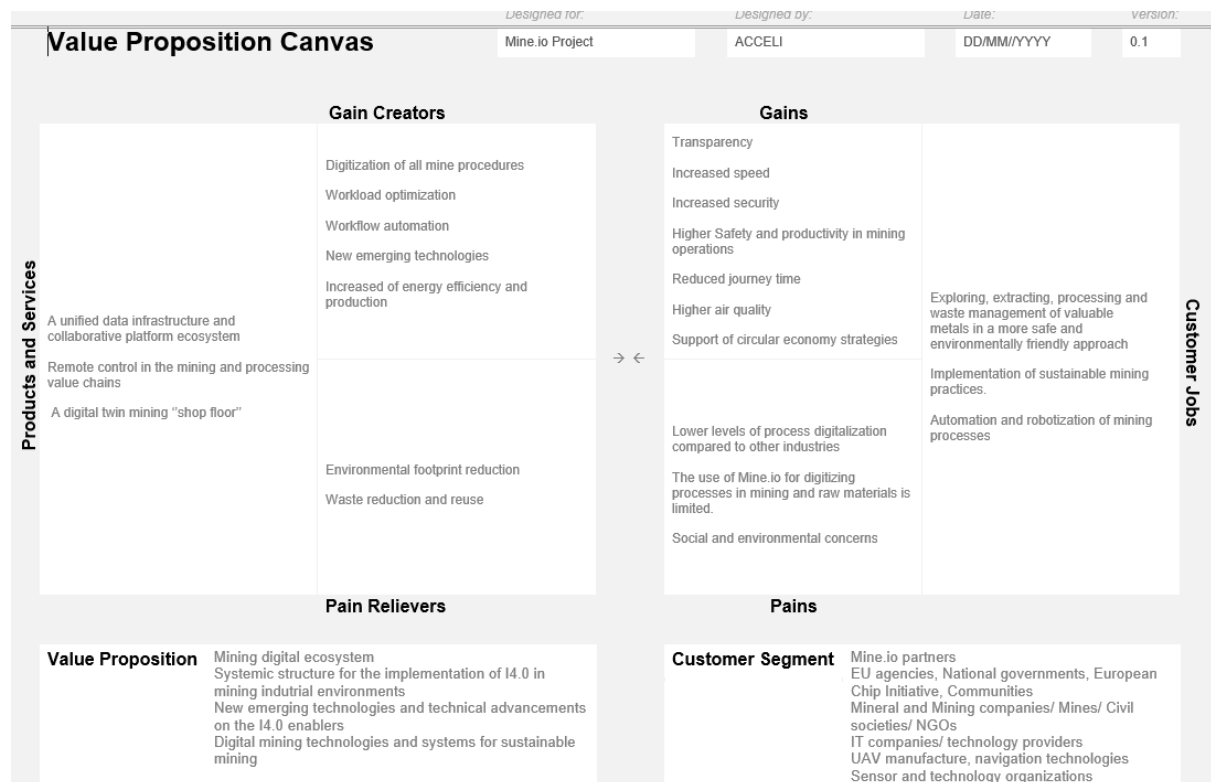 Designed for:
Designed by:
Date:
Version:
Value Proposition Canvas
Mine.io Project
ACCELI
DD/MM//YYYY
0.1
Gain Creators
Gains
Products and Services
A unified data infrastructure and
collaborative platform ecosystem
Remote control in the mining and processing
value chains
A digital twin mining “shop floor”
Digitization of all mine procedures
Workload optimization
Workflow automation
New emerging technologies
Increased of energy efficiency and
production
Environmental footprint reduction
Waste reduction and reuse
→ ←
Transparency
Increased speed
Increased security
Higher Safety and productivity in mining
operations
Reduced journey time
Higher air quality
Support of circular economy strategies
Lower levels of process digitalization
compared to other industries
The use of Mine.io for digitizing
processes in mining and raw materials is
limited.
Social and environmental concerns
Exploring, extracting, processing and
waste management of valuable
metals in a more safe and
environmentally friendly approach
Implementation of sustainable mining
practices.
Automation and robotization of mining
processes
Customer Jobs
Pain Relievers
Pains
Value Proposition
Mining digital ecosystem
Systemic structure for the implementation of I4.0 in
mining indutrial environments
New emerging technologies and technical advancements
on the I4.0 enablers
Digital mining technologies and systems for sustainable
mining
Customer Segment
Mine.io partners
EU agencies, National governments, European
Chip Initiative, Communities
Mineral and Mining companies/ Mines/ Civil
societies/ NGOs
IT companies/ technology providers
UAV manufacture, navigation technologies
Sensor and technology organizations